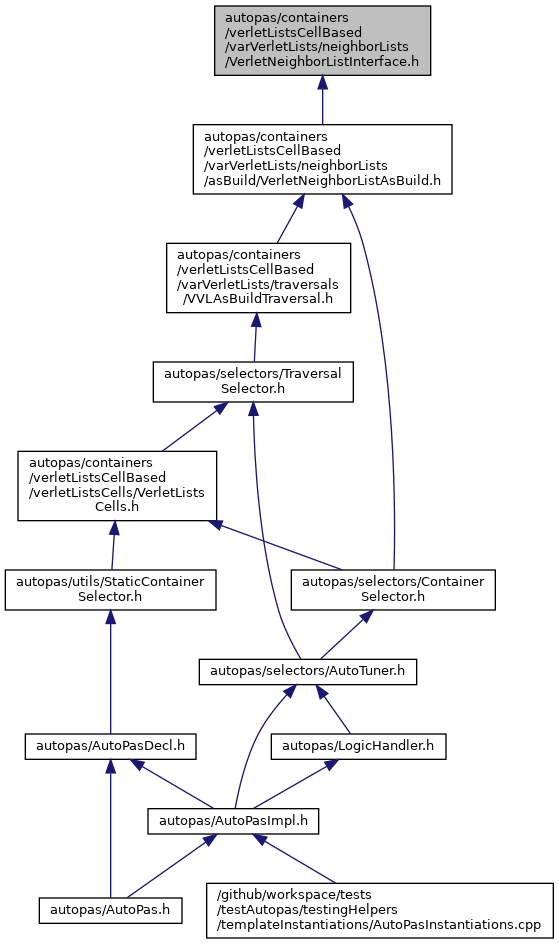 autopas/containers
/verletListsCellBased
/varVerletLists/neighborLists
/VerletNeighborListInterface.h
autopas/containers
/verletListsCellBased
/varVerletLists/neighborLists
/asBuild/VerletNeighborListAsBuild.h
autopas/containers
/verletListsCellBased
/varVerletLists/traversals
/VVLAsBuildTraversal.h
autopas/selectors/Traversal
Selector.h
autopas/containers
/verletListsCellBased
/verletListsCells/VerletLists
Cells.h
autopas/utils/StaticContainer
Selector.h
autopas/selectors/Container
Selector.h
autopas/selectors/AutoTuner.h
autopas/AutoPasDecl.h
autopas/LogicHandler.h
autopas/AutoPasImpl.h
autopas/AutoPas.h
/github/workspace/tests
/testAutopas/testingHelpers
/templateInstantiations/AutoPasInstantiations.cpp